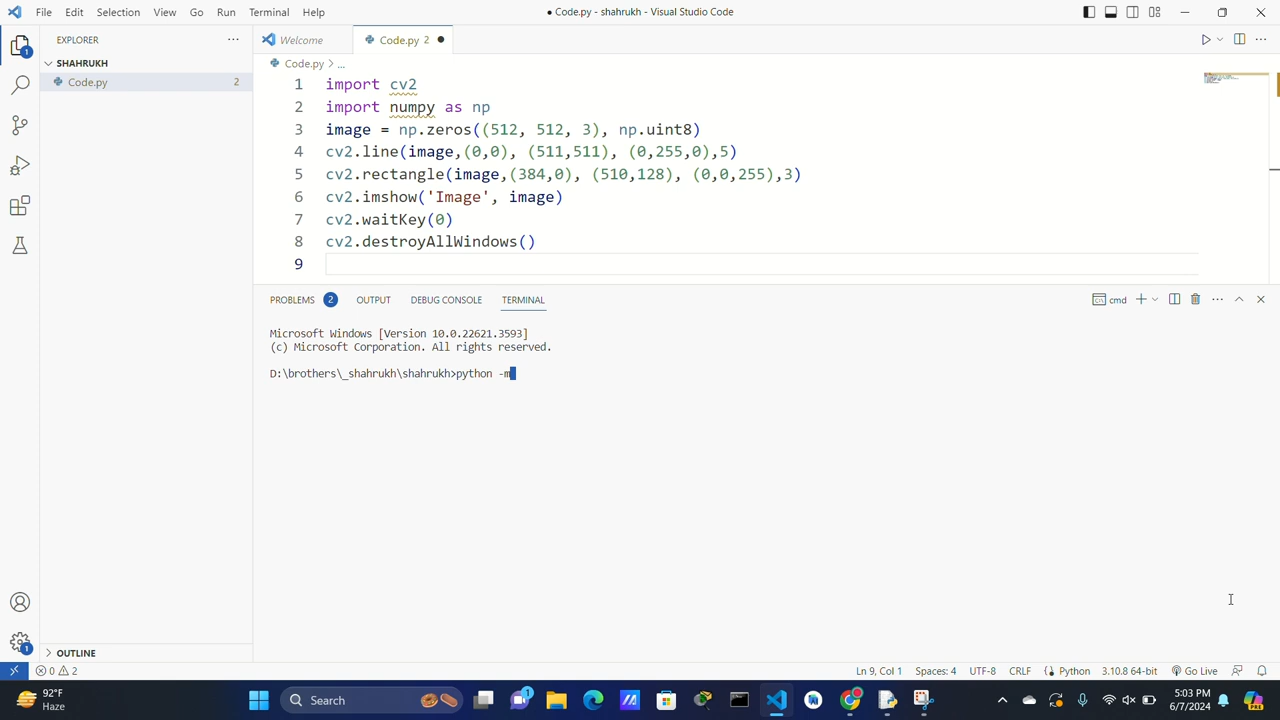 File Edit Selection View Go Run Terminal Help
● Code.py - shahrukh - Visual Studio Code
1
EXPLORER
SHAHRUKH
Code.py 2
OUTLINE
1
Welcome
Code.py 2 ●
Code.py > ...
1 import cv2
2 import numpy as np
3 image = np.zeros((512, 512, 3), np.uint8)
4 cv2.line(image,(0,0), (511,511), (0,255,0),5)
5 cv2.rectangle(image,(384,0), (510,128), (0,0,255),3)
6 cv2.imshow('Image', image)
7 cv2.waitKey(0)
8 cv2.destroyAllWindows()
9
PROBLEMS 2 OUTPUT DEBUG CONSOLE TERMINAL
cmd
Microsoft Windows [Version 10.0.22621.3593]
(c) Microsoft Corporation. All rights reserved.
D:\brothers\_shahrukh\shahrukh>python -m
0 2
Ln 9, Col 1 Spaces: 4 UTF-8 CRLF Python 3.10.8 64-bit Go Live
92°F
Haze
Search
1
5:03 PM
6/7/2024